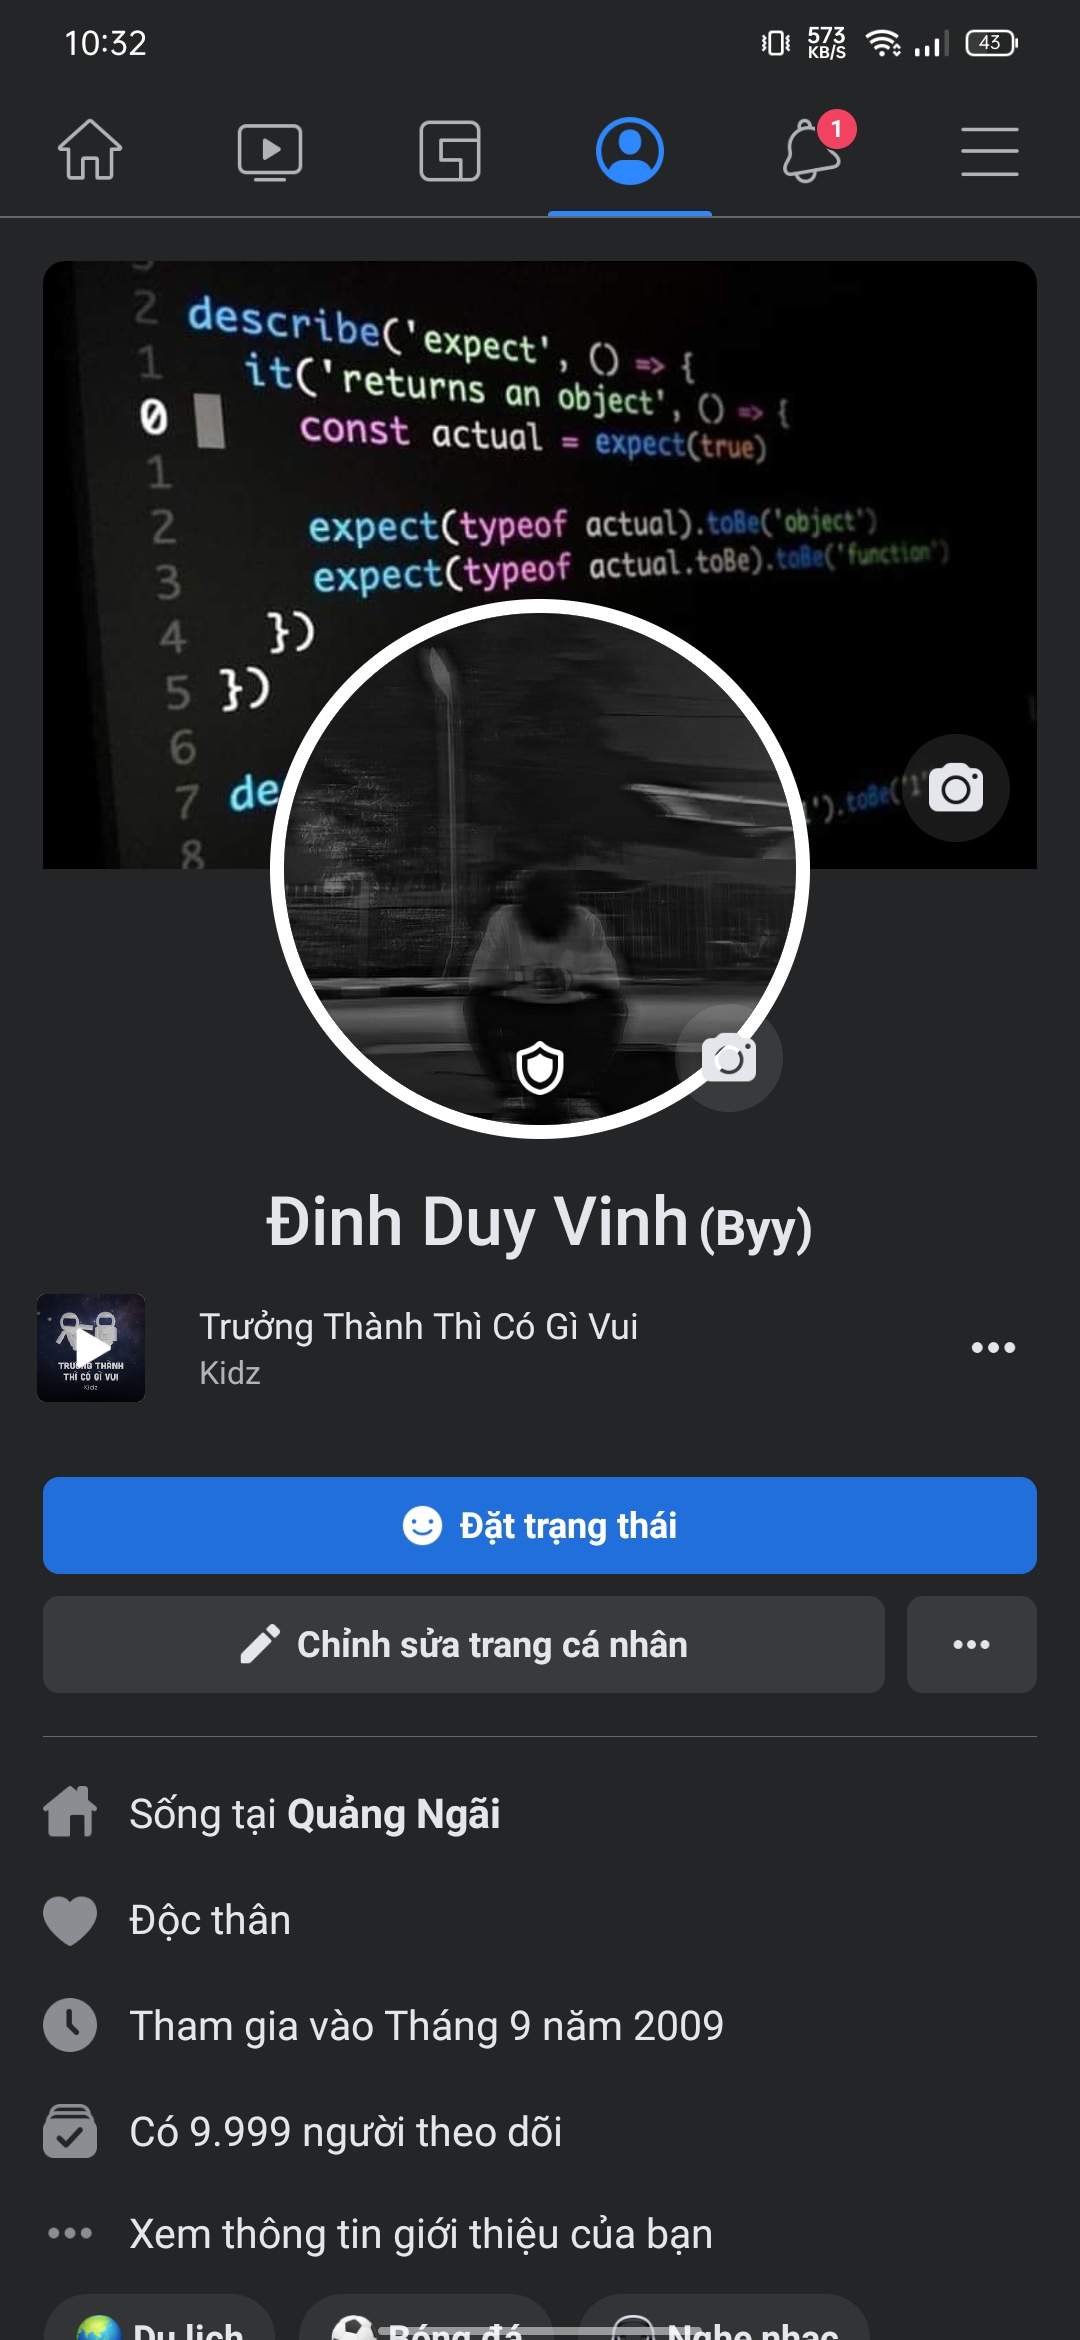 10:32
573
KB/S
43
1
2 describe('expect', () => {
1 it('returns an object', () => {
0 const actual = expect(true)
1
2 expect(typeof actual).toBe('object')
3 expect(typeof actual.toBe).toBe('function')
4 })
5 })
6
7 de ').toBe('1'
8
Đinh Duy Vinh (Byy)
TRƯỞNG THÀNH
THÌ CÓ GÌ VUI
Kidz
Trưởng Thành Thì Có Gì Vui
Kidz
Đặt trạng thái
Chỉnh sửa trang cá nhân
Sống tại Quảng Ngãi
Độc thân
Tham gia vào Tháng 9 năm 2009
Có 9.999 người theo dõi
Xem thông tin giới thiệu của bạn
Du lịch Bóng đá Nghe nhạc